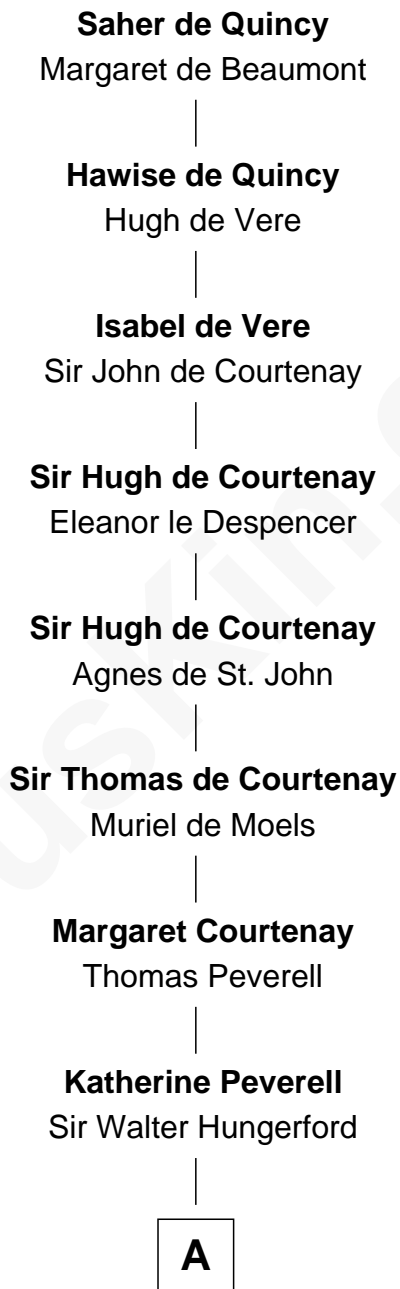 Saher de Quincy
Margaret de Beaumont
Hawise de Quincy
Hugh de Vere
Isabel de Vere
Sir John de Courtenay
Sir Hugh de Courtenay
Eleanor le Despencer
Sir Hugh de Courtenay
Agnes de St. John
Sir Thomas de Courtenay
Muriel de Moels
Margaret Courtenay
Thomas Peverell
Katherine Peverell
Sir Walter Hungerford
A